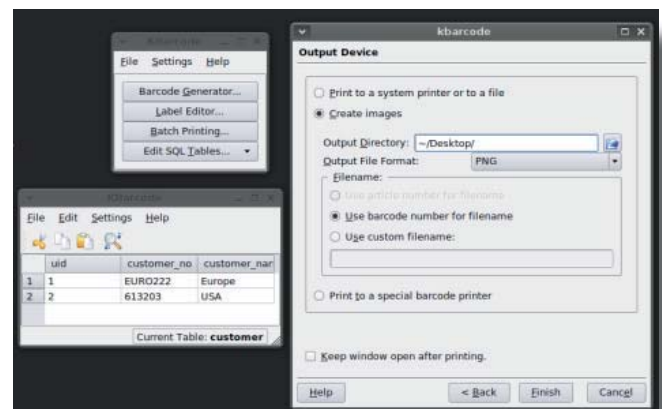 File Settings Help
Barcode Generator...
Label Editor...
Batch Printing...
Edit SQL Tables...
KBarcode
File Edit Settings Help
uid customer_no customer_nar
1 1 EURO222 Europe
2 2 613203 USA
Current Table: customer
kbarcode
Output Device
Print to a system printer or to a file
Create images
Output Directory: ~/Desktop/
Output File Format: PNG
Filename:
Use article number for filename
Use barcode number for filename
Use custom filename:
Print to a special barcode printer
Keep window open after printing.
Help < Back Finish Cancel